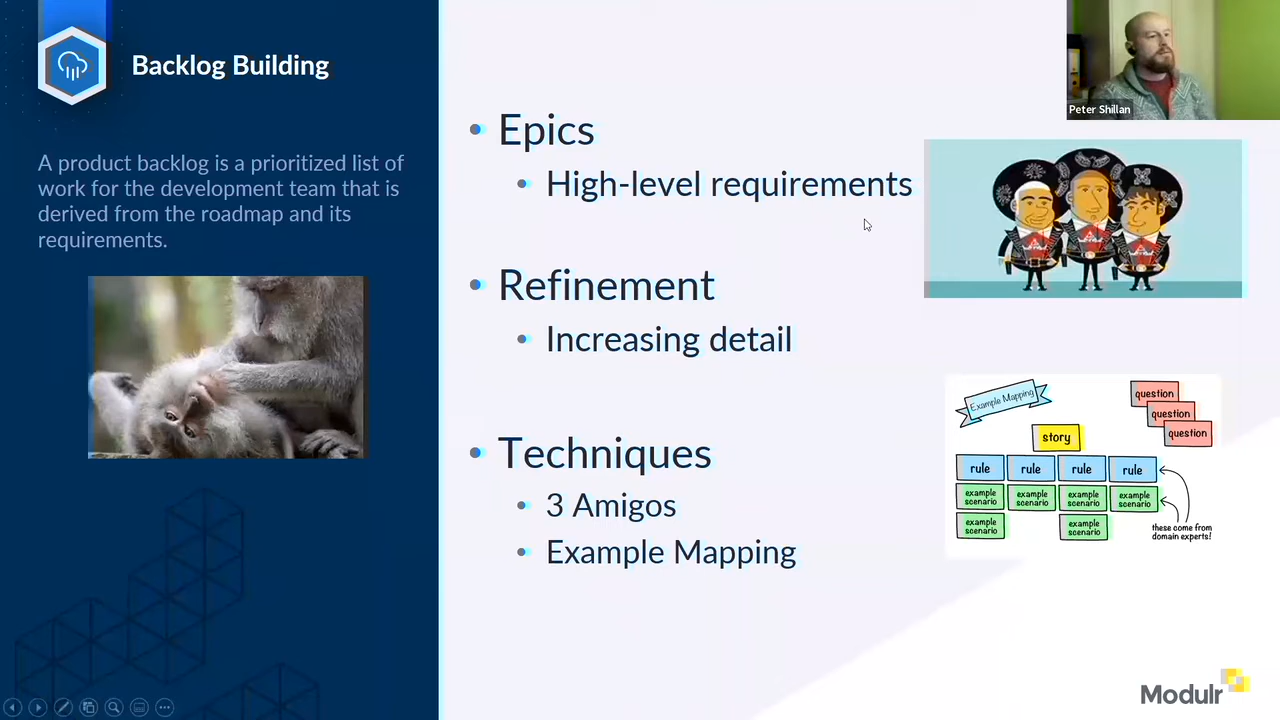 Backlog Building
A product backlog is a prioritized list of
work for the development team that is
derived from the roadmap and its
requirements.
• Epics
• High-level requirements
• Refinement
• Increasing detail
• Techniques
• 3 Amigos
• Example Mapping
Peter Shillan
Example Mapping
question
question
question
story
rule rule rule rule
example scenario example scenario example scenario example scenario
example scenario example scenario
these come from
domain experts!
Modulr